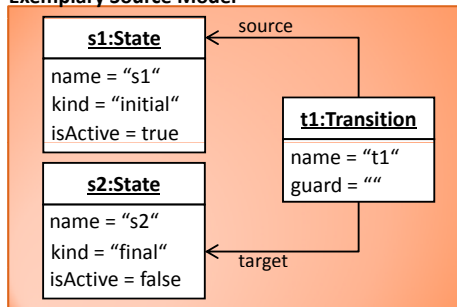 Exemplary Source Model
s1:State
name = “s1“
kind = “initial“
isActive = true
source
t1:Transition
name = “t1“
guard = ““
s2:State
name = “s2“
kind = “final“
isActive = false
target